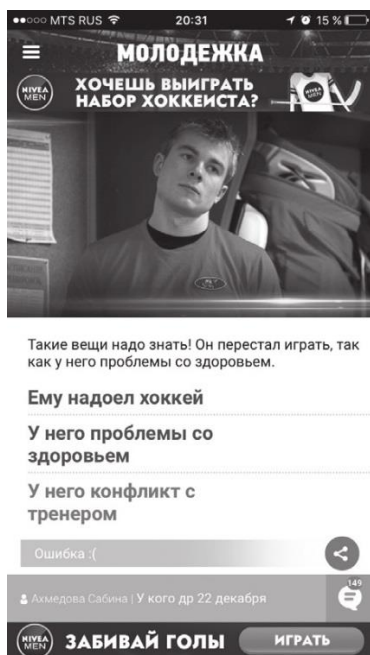 MTS RUS 20:31 15 %
МОЛОДЕЖКА
NIVEA
MEN
ХОЧЕШЬ ВЫИГРАТЬ
НАБОР ХОККЕИСТА?
Такие вещи надо знать! Он перестал играть, так
как у него проблемы со здоровьем.
Ему надоел хоккей
У него проблемы со
здоровьем
У него конфликт с
тренером
Ошибка :(
149
Ахмедова Сабина | У кого др 22 декабря
NIVEA
MEN
ЗАБИВАЙ ГОЛЫ
ИГРАТЬ